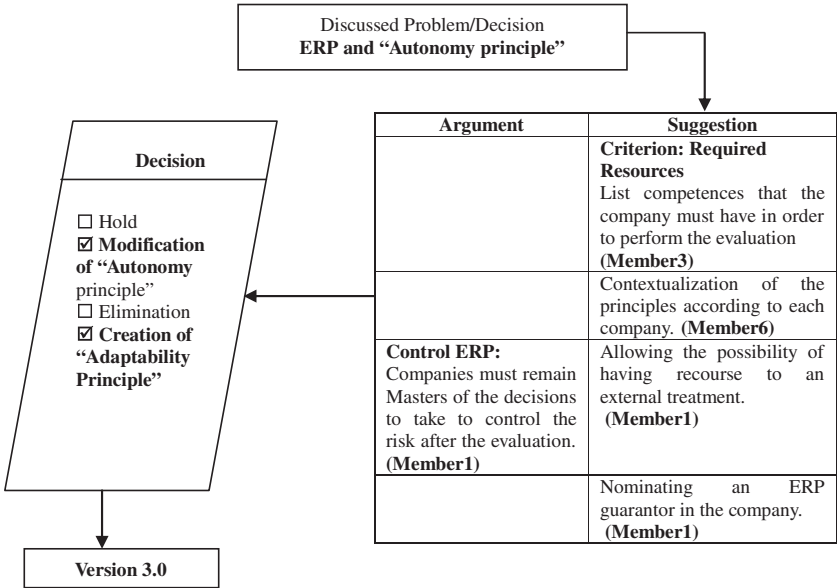 Discussed Problem/Decision
ERP and “Autonomy principle”
Argument
Suggestion
Criterion: Required
Resources
List competences that the
company must have in order
to perform the evaluation
(Member3)
Contextualization of the
principles according to each
company. (Member6)
Control ERP:
Companies must remain
Masters of the decisions
to take to control the
risk after the evaluation.
(Member1)
Allowing the possibility of
having recourse to an
external treatment.
(Member1)
Nominating an ERP
guarantor in the company.
(Member1)
Decision
☐ Hold
☑ Modification
of “Autonomy
principle”
☐ Elimination
☑ Creation of
“Adaptability
Principle”
Version 3.0